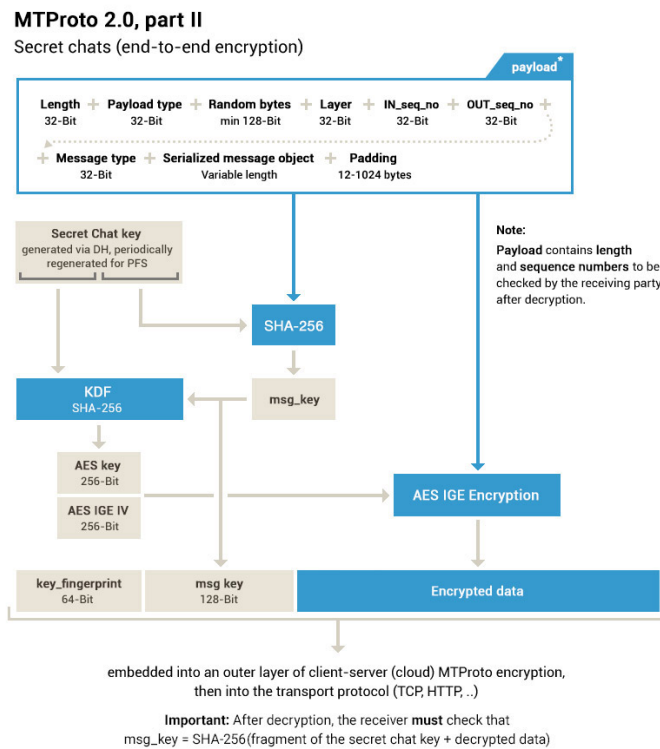 MTProto 2.0, part II
Secret chats (end-to-end encryption)
payload*
Length + Payload type + Random bytes + Layer + IN_seq_no + OUT_seq_no +
32-Bit 32-Bit min 128-Bit 32-Bit 32-Bit 32-Bit
+ Message type + Serialized message object + Padding
32-Bit Variable length 12-1024 bytes
Secret Chat key
generated via DH, periodically
regenerated for PFS
Note:
Payload contains length
and sequence numbers to be
checked by the receiving party
after decryption.
SHA-256
KDF
SHA-256
msg_key
AES key
256-Bit
AES IGE IV
256-Bit
AES IGE Encryption
key_fingerprint
64-Bit
msg key
128-Bit
Encrypted data
embedded into an outer layer of client-server (cloud) MTProto encryption,
then into the transport protocol (TCP, HTTP, ..)
Important: After decryption, the receiver must check that
msg_key = SHA-256(fragment of the secret chat key + decrypted data)